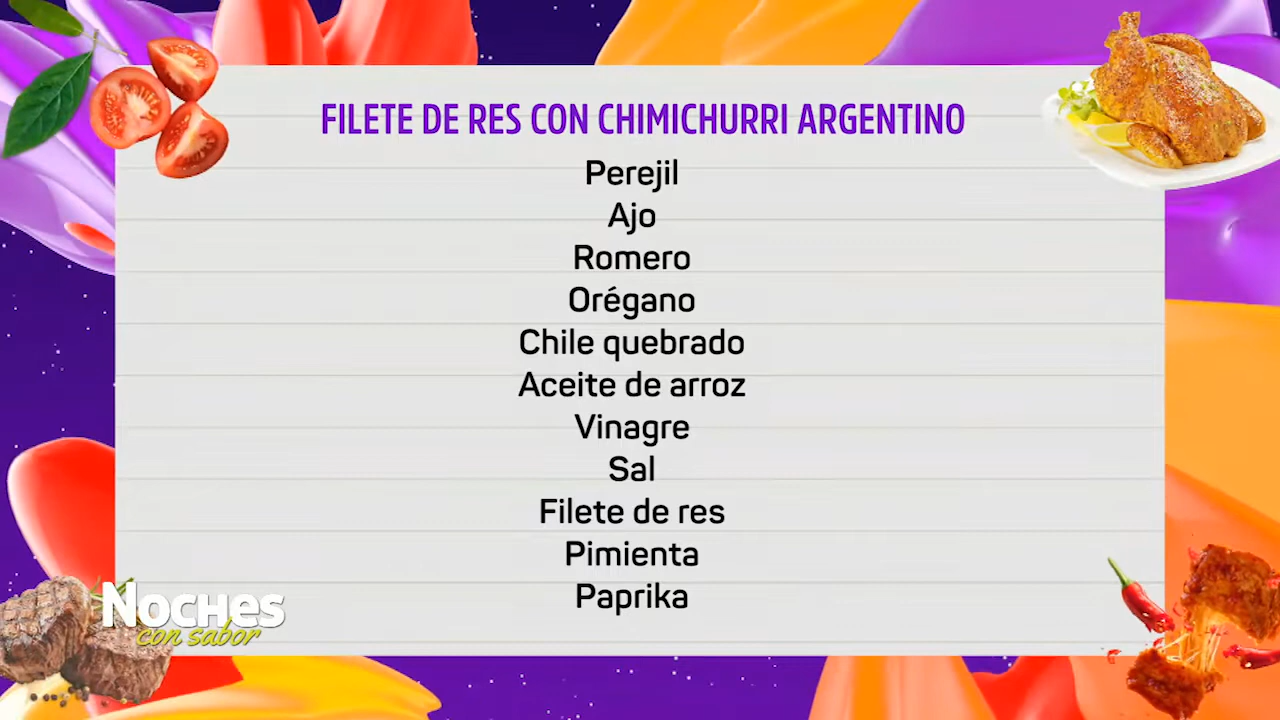 FILETE DE RES CON CHIMICHURRI ARGENTINO
Perejil
Ajo
Romero
Orégano
Chile quebrado
Aceite de arroz
Vinagre
Sal
Filete de res
Pimienta
Paprika
NOCHES
con sabor